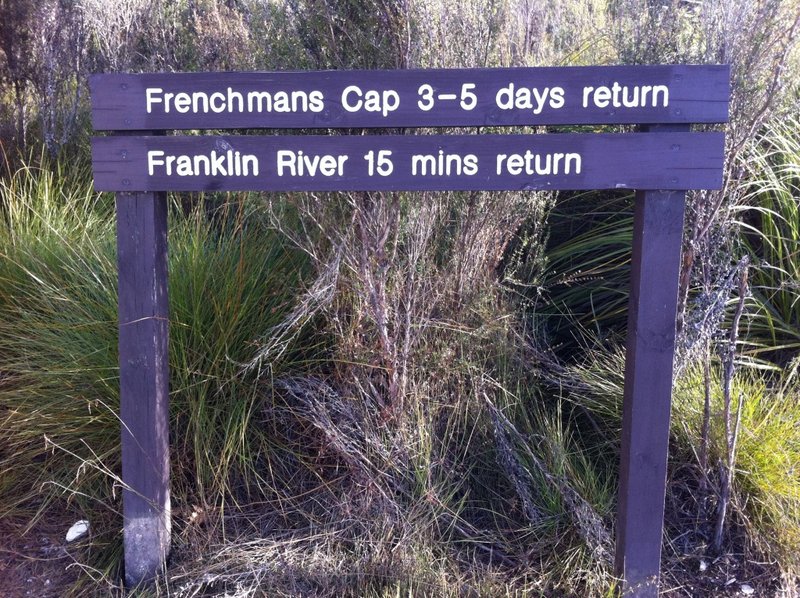 Frenchmans Cap 3-5 days return
Franklin River 15 mins return